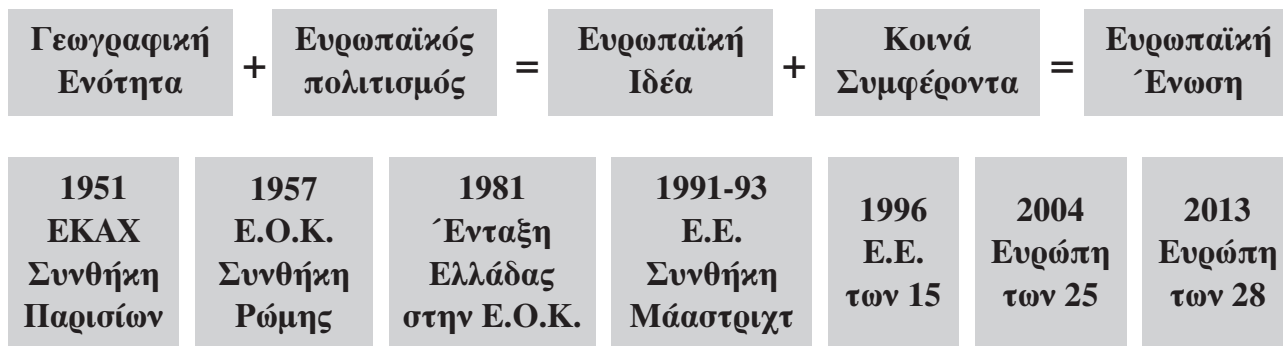 Γεωγραφική
Ενότητα
+
Ευρωπαϊκός
πολιτισμός
=
Ευρωπαϊκή
Ιδέα
+
Κοινά
Συμφέροντα
=
Ευρωπαϊκή
΄Ενωση
1951
ΕΚΑΧ
Συνθήκη
Παρισίων
1957
Ε.Ο.Κ.
Συνθήκη
Ρώμης
1981
΄Ενταξη
Ελλάδας
στην Ε.Ο.Κ.
1991-93
Ε.Ε.
Συνθήκη
Μάαστριχτ
1996
Ε.Ε.
των 15
2004
Ευρώπη
των 25
2013
Ευρώπη
των 28